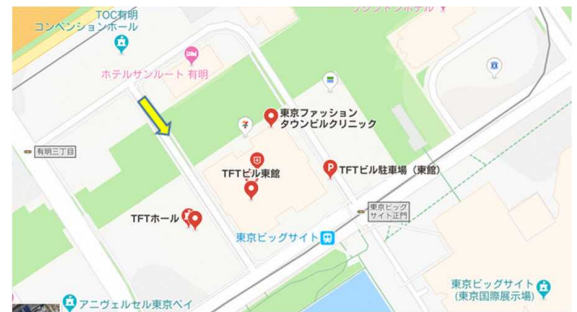 TOC有明
コンベンションホール
ホテルサンルート 有明
東京ファッション
タウンビルクリニック
有明三丁目
TFTビル東館
TFTビル駐車場（東館）
TFTホール
東京ビッグ
サイト正門
東京ビッグサイト
東京ビッグサイト
(東京国際展示場)
アニヴェルセル東京ベイ